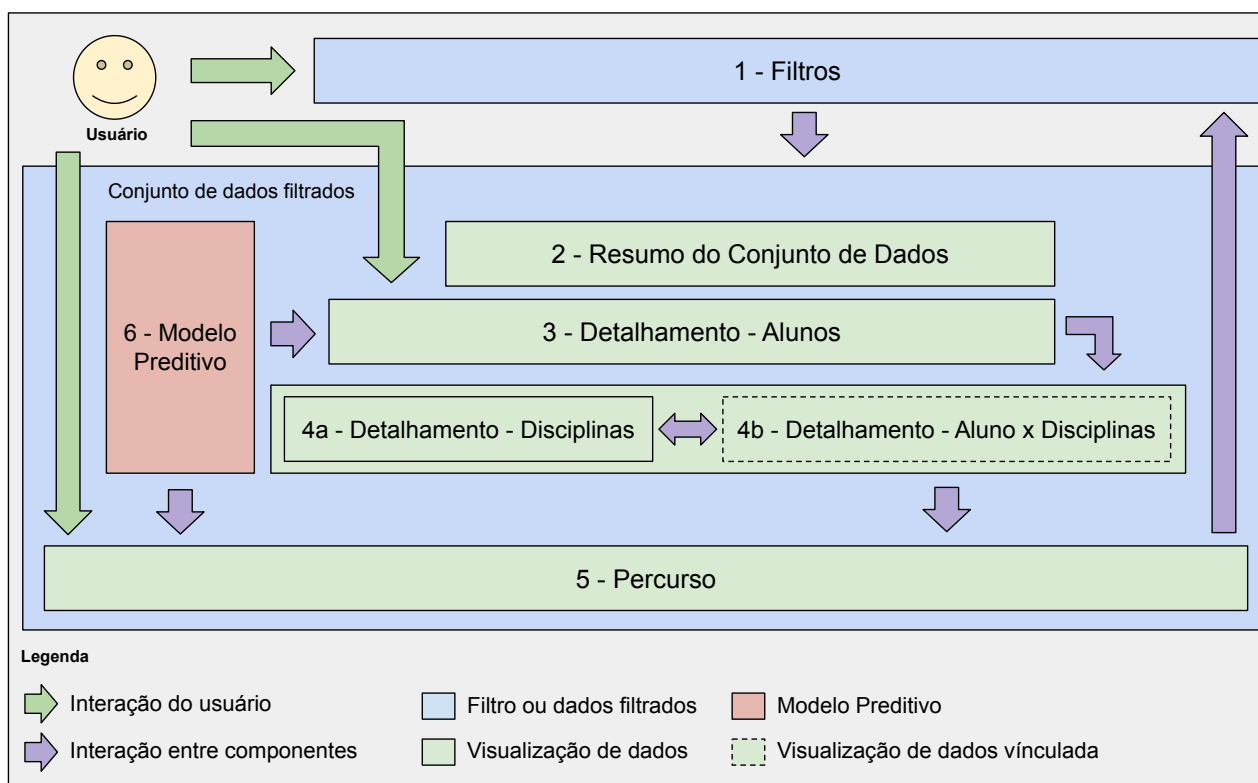 1 - Filtros
Usuário
Conjunto de dados filtrados
2 - Resumo do Conjunto de Dados
6 - Modelo
Preditivo
3 - Detalhamento - Alunos
4a - Detalhamento - Disciplinas
4b - Detalhamento - Aluno x Disciplinas
5 - Percurso
Legenda
Interação do usuário
Filtro ou dados filtrados
Modelo Preditivo
Interação entre componentes
Visualização de dados
Visualização de dados vínculada